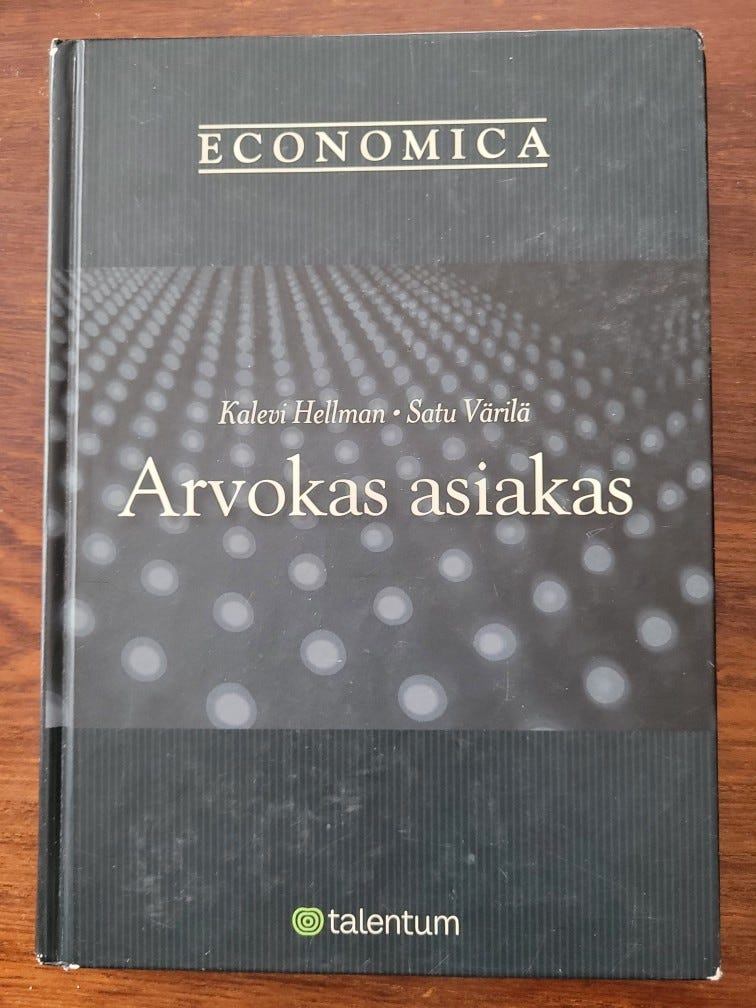 ECONOMICA
Kalevi Hellman • Satu Värilä
Arvokas asiakas
talentum